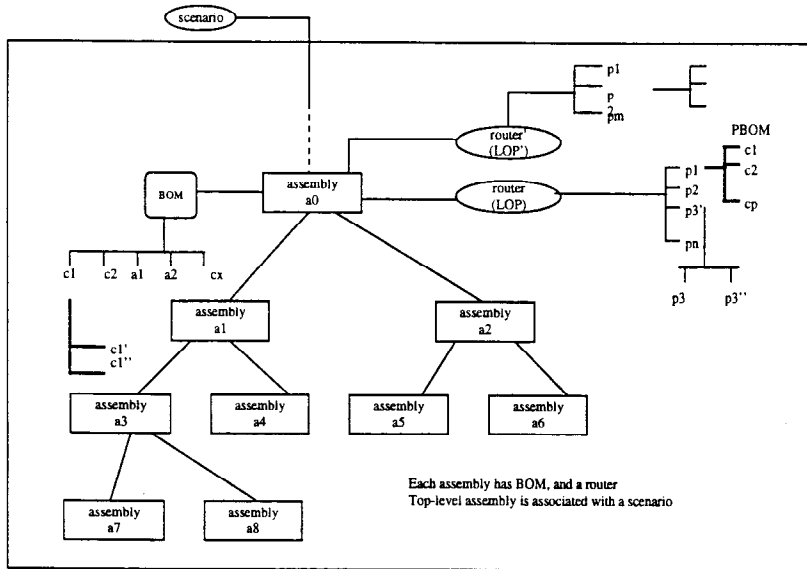 scenario
p1
p
2
pm
router'
(LOP')
PBOM
c1
c2
cp
assembly
a0
BOM
router
(LOP)
p1
p2
p3'
pn
p3
p3''
c1
c2
a1
a2
cx
c1'
c1''
assembly
a1
assembly
a2
assembly
a3
assembly
a4
assembly
a5
assembly
a6
assembly
a7
assembly
a8
Each assembly has BOM, and a router
Top-level assembly is associated with a scenario